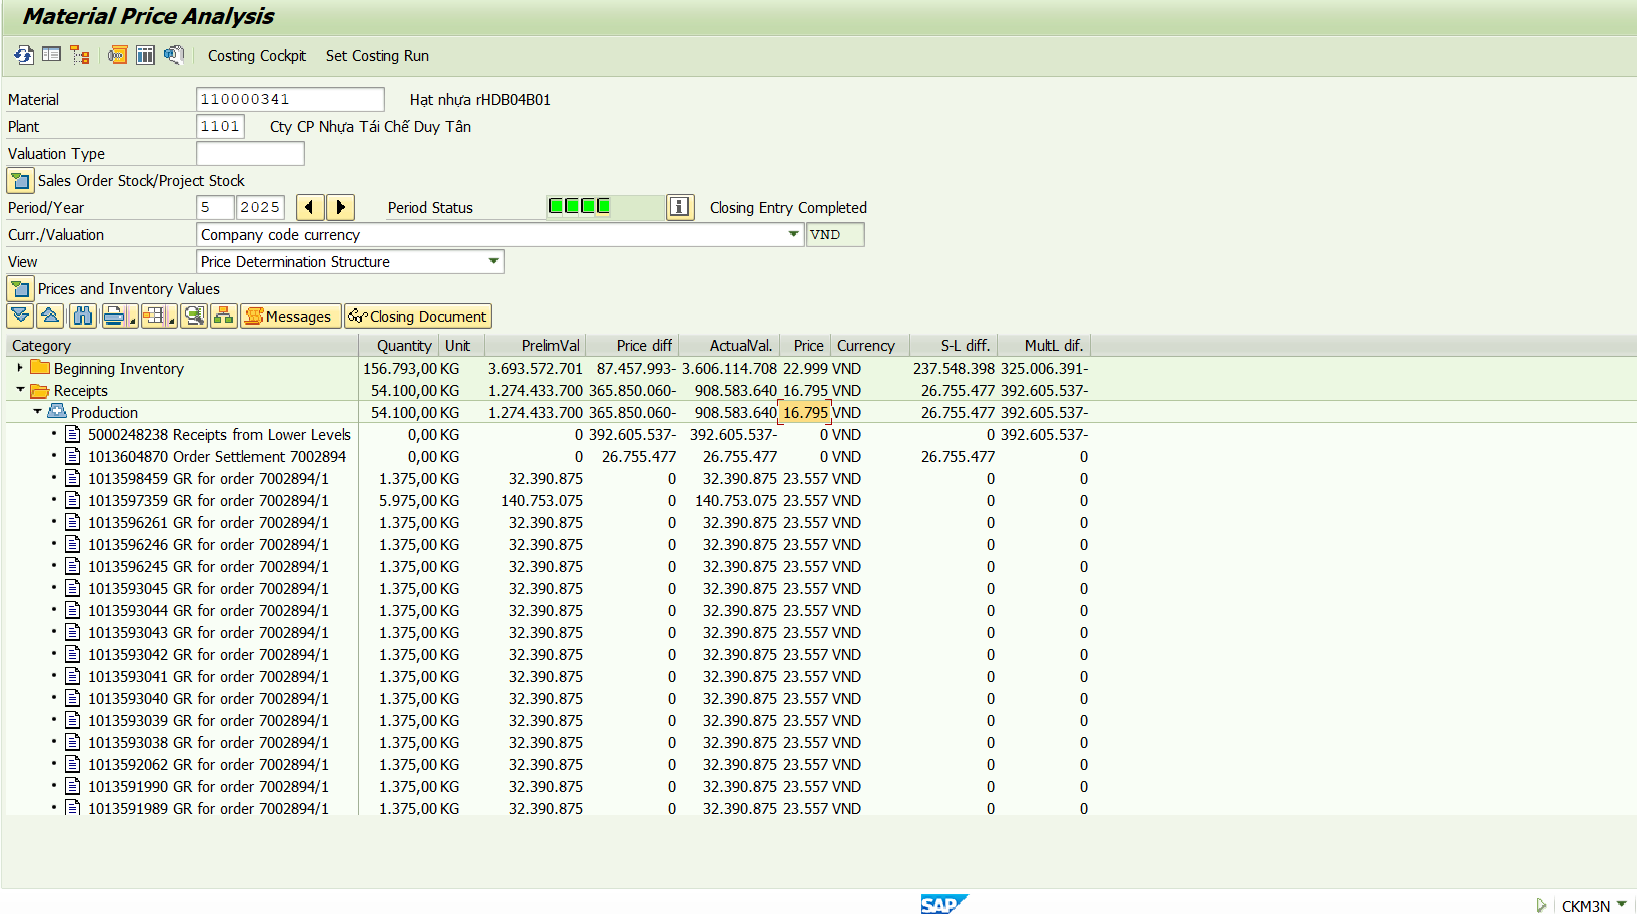 Material Price Analysis
Costing Cockpit Set Costing Run
Material 110000341 Hạt nhựa rHDB04B01
Plant 1101 Cty CP Nhựa Tái Chế Duy Tân
Valuation Type
Sales Order Stock/Project Stock
Period/Year 5 2025 Period Status Closing Entry Completed
Curr./Valuation Company code currency VND
View Price Determination Structure
Prices and Inventory Values
Messages Closing Document
Category Quantity Unit PrelimVal Price diff ActualVal. Price Currency S-L diff. MultL dif.
Beginning Inventory 156.793,00 KG 3.693.572.701 87.457.993- 3.606.114.708 22.999 VND 237.548.398 325.006.391-
Receipts 54.100,00 KG 1.274.433.700 365.850.060- 908.583.640 16.795 VND 26.755.477 392.605.537-
Production 54.100,00 KG 1.274.433.700 365.850.060- 908.583.640 16.795 VND 26.755.477 392.605.537-
5000248238 Receipts from Lower Levels 0,00 KG 0 392.605.537- 392.605.537- 0 VND 0 392.605.537-
1013604870 Order Settlement 7002894 0,00 KG 0 26.755.477 26.755.477 0 VND 26.755.477 0
1013598459 GR for order 7002894/1 1.375,00 KG 32.390.875 0 32.390.875 23.557 VND 0 0
1013597359 GR for order 7002894/1 5.975,00 KG 140.753.075 0 140.753.075 23.557 VND 0 0
1013596261 GR for order 7002894/1 1.375,00 KG 32.390.875 0 32.390.875 23.557 VND 0 0
1013596246 GR for order 7002894/1 1.375,00 KG 32.390.875 0 32.390.875 23.557 VND 0 0
1013596245 GR for order 7002894/1 1.375,00 KG 32.390.875 0 32.390.875 23.557 VND 0 0
1013593045 GR for order 7002894/1 1.375,00 KG 32.390.875 0 32.390.875 23.557 VND 0 0
1013593044 GR for order 7002894/1 1.375,00 KG 32.390.875 0 32.390.875 23.557 VND 0 0
1013593043 GR for order 7002894/1 1.375,00 KG 32.390.875 0 32.390.875 23.557 VND 0 0
1013593042 GR for order 7002894/1 1.375,00 KG 32.390.875 0 32.390.875 23.557 VND 0 0
1013593041 GR for order 7002894/1 1.375,00 KG 32.390.875 0 32.390.875 23.557 VND 0 0
1013593040 GR for order 7002894/1 1.375,00 KG 32.390.875 0 32.390.875 23.557 VND 0 0
1013593039 GR for order 7002894/1 1.375,00 KG 32.390.875 0 32.390.875 23.557 VND 0 0
1013593038 GR for order 7002894/1 1.375,00 KG 32.390.875 0 32.390.875 23.557 VND 0 0
1013592062 GR for order 7002894/1 1.375,00 KG 32.390.875 0 32.390.875 23.557 VND 0 0
1013591990 GR for order 7002894/1 1.375,00 KG 32.390.875 0 32.390.875 23.557 VND 0 0
1013591989 GR for order 7002894/1 1.375,00 KG 32.390.875 0 32.390.875 23.557 VND 0 0
SAP CKM3N